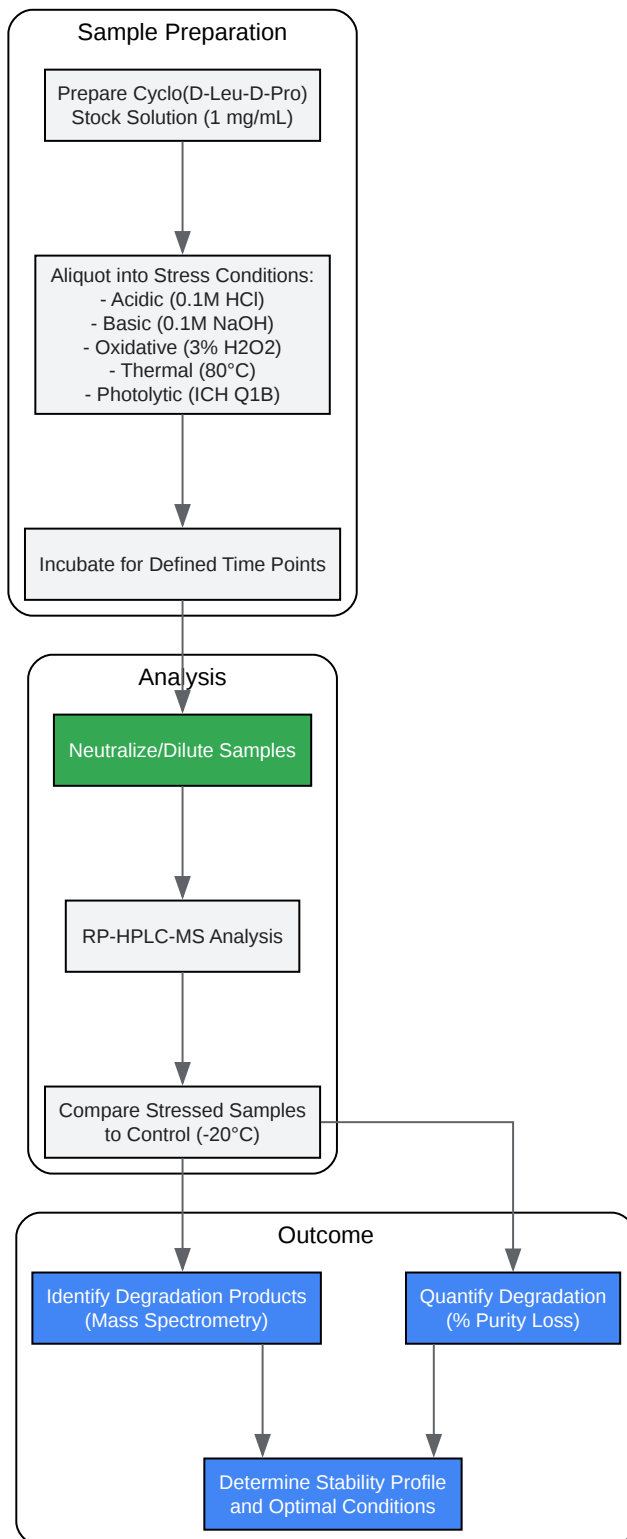 Sample Preparation
Prepare Cyclo(D-Leu-D-Pro)
Stock Solution (1 mg/mL)
Aliquot into Stress Conditions:
- Acidic (0.1M HCl)
- Basic (0.1M NaOH)
- Oxidative (3% H2O2)
- Thermal (80°C)
- Photolytic (ICH Q1B)
Incubate for Defined Time Points
Analysis
Neutralize/Dilute Samples
RP-HPLC-MS Analysis
Compare Stressed Samples
to Control (-20°C)
Outcome
Identify Degradation Products
(Mass Spectrometry)
Quantify Degradation
(% Purity Loss)
Determine Stability Profile
and Optimal Conditions